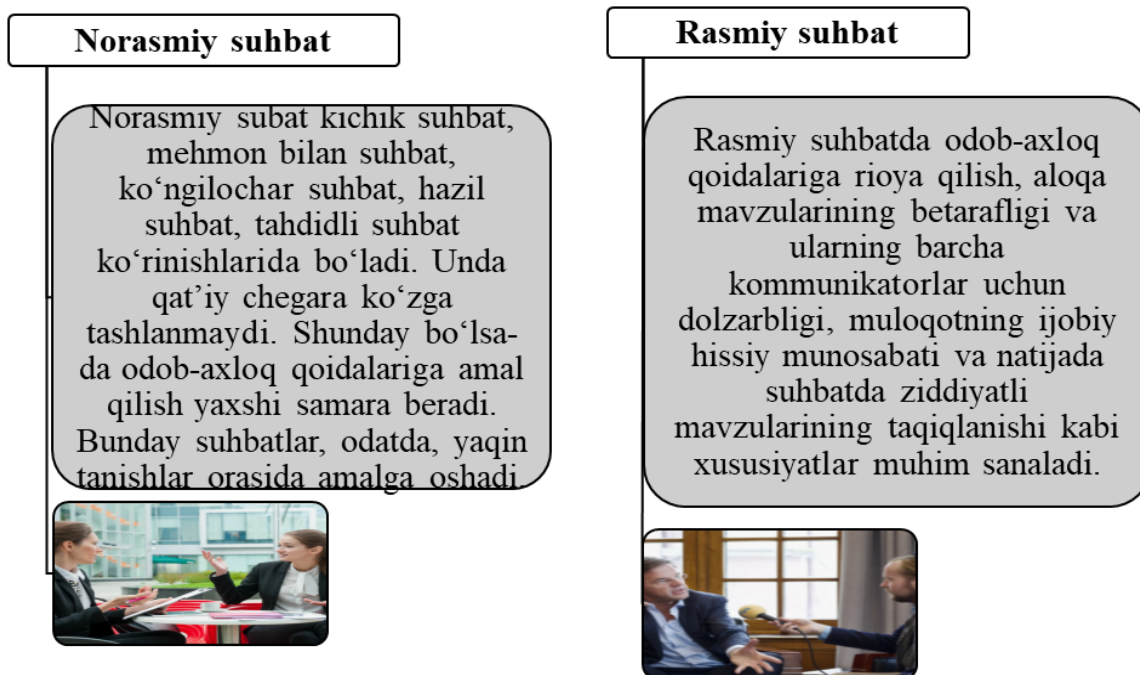 Norasmiy suhbat
Norasmiy subat kichik suhbat,
mehmon bilan suhbat,
ko‘ngilochar suhbat, hazil
suhbat, tahdidli suhbat
ko‘rinishlarida bo‘ladi. Unda
qat’iy chegara ko‘zga
tashlanmaydi. Shunday bo‘lsa-
da odob-axloq qoidalariga amal
qilish yaxshi samara beradi.
Bunday suhbatlar, odatda, yaqin
tanishlar orasida amalga oshadi.
Rasmiy suhbat
Rasmiy suhbatda odob-axloq
qoidalariga rioya qilish, aloqa
mavzularining betarafligi va
ularning barcha
kommunikatorlar uchun
dolzarbligi, muloqotning ijobiy
hissiy munosabati va natijada
suhbatda ziddiyatli
mavzularining taqiqlanishi kabi
xususiyatlar muhim sanaladi.